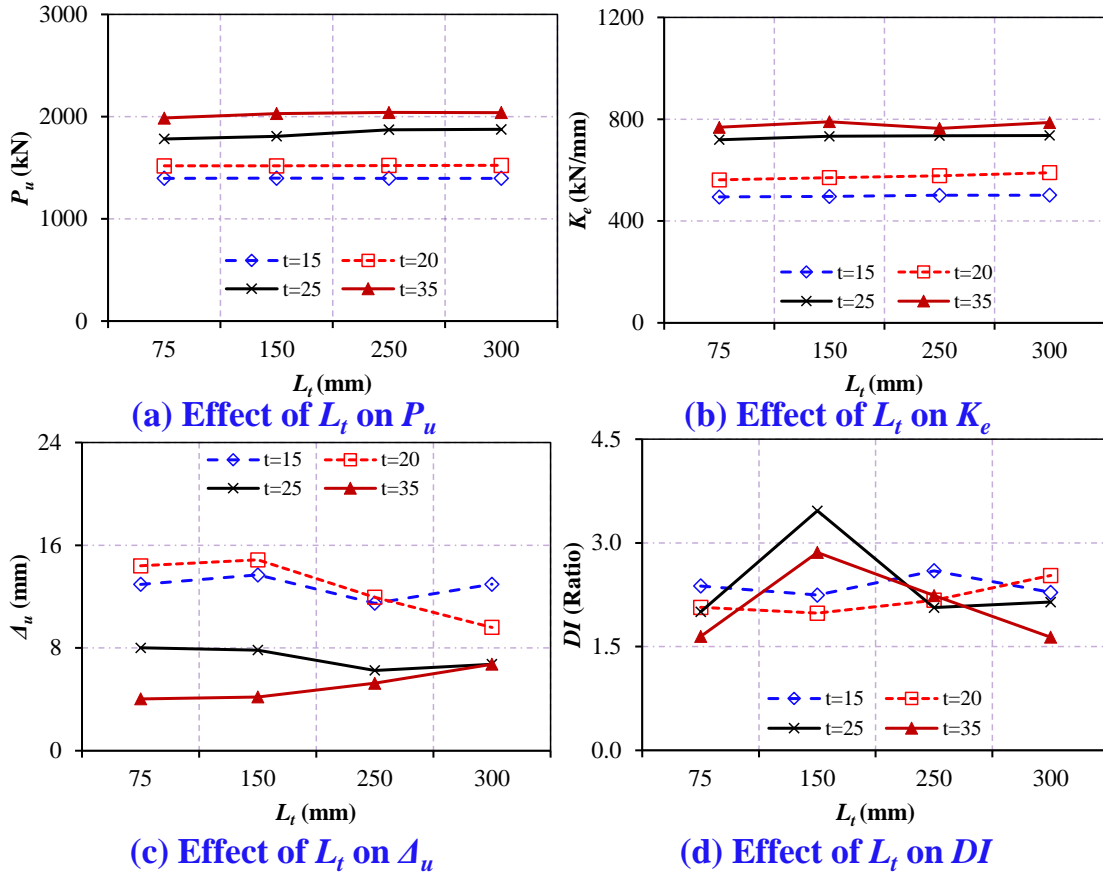 3000
2000
1000
0
P_u (kN)
t=15 t=20
t=25 t=35
75 150 250 300
L_t (mm)
(a) Effect of L_t on P_u
1200
800
400
0
K_e (kN/mm)
t=15 t=20
t=25 t=35
75 150 250 300
L_t (mm)
(b) Effect of L_t on K_e
24
16
8
0
Δ_u (mm)
t=15 t=20
t=25 t=35
75 150 250 300
L_t (mm)
(c) Effect of L_t on Δ_u
4.5
3.0
1.5
0.0
DI (Ratio)
t=15 t=20
t=25 t=35
75 150 250 300
L_t (mm)
(d) Effect of L_t on DI